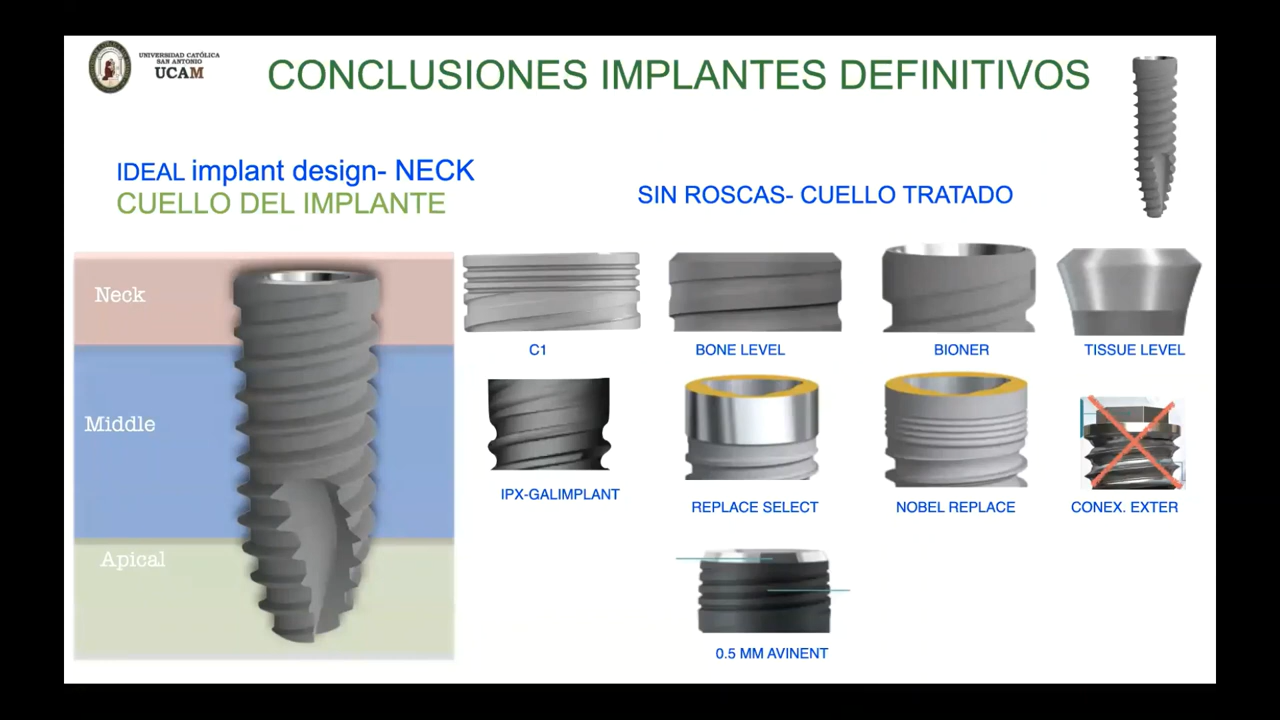 UNIVERSIDAD CATÓLICA
SAN ANTONIO
UCAM
CONCLUSIONES IMPLANTES DEFINITIVOS
IDEAL implant design- NECK
CUELLO DEL IMPLANTE
SIN ROSCAS- CUELLO TRATADO
Neck
Middle
Apical
C1
BONE LEVEL
BIONER
TISSUE LEVEL
IPX-GALIMPLANT
REPLACE SELECT
NOBEL REPLACE
CONEX. EXTER
0.5 MM AVINENT